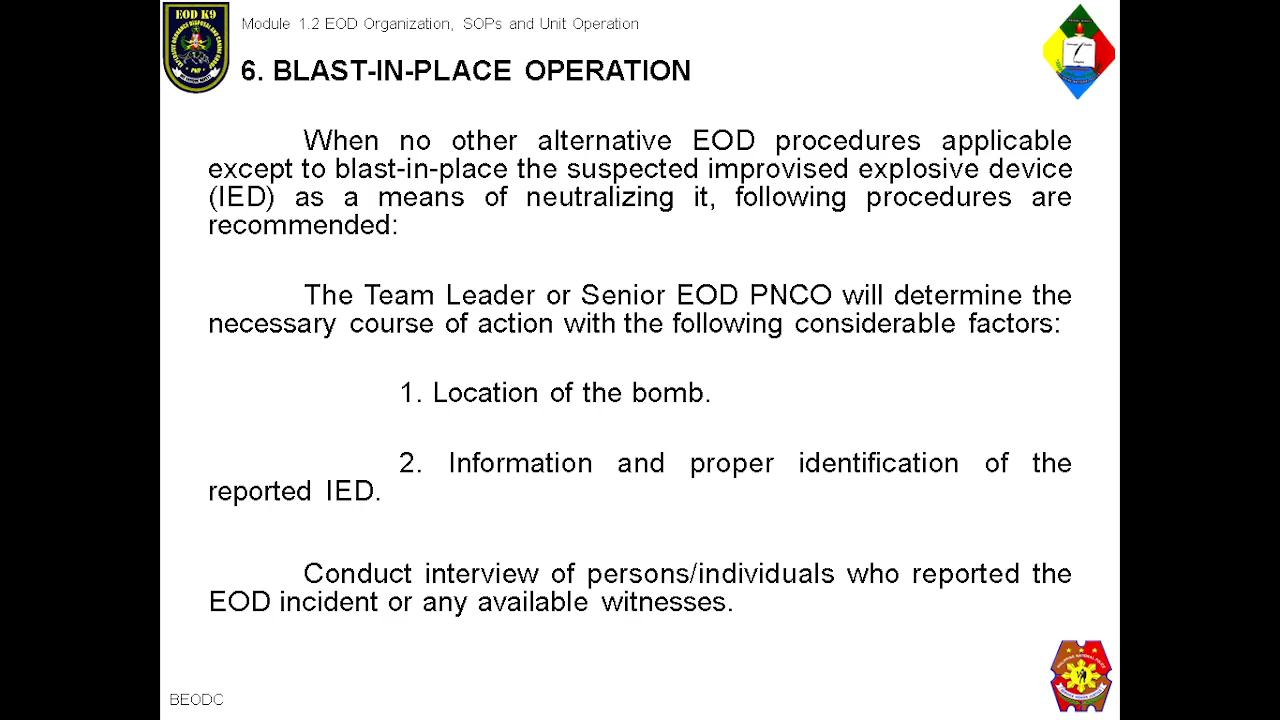 EOD K9
Module 1.2 EOD Organization, SOPs and Unit Operation
6. BLAST-IN-PLACE OPERATION
When no other alternative EOD procedures applicable
except to blast-in-place the suspected improvised explosive device
(IED) as a means of neutralizing it, following procedures are
recommended:
The Team Leader or Senior EOD PNCO will determine the
necessary course of action with the following considerable factors:
1. Location of the bomb.
2. Information and proper identification of the
reported IED.
Conduct interview of persons/individuals who reported the
EOD incident or any available witnesses.
BEODC